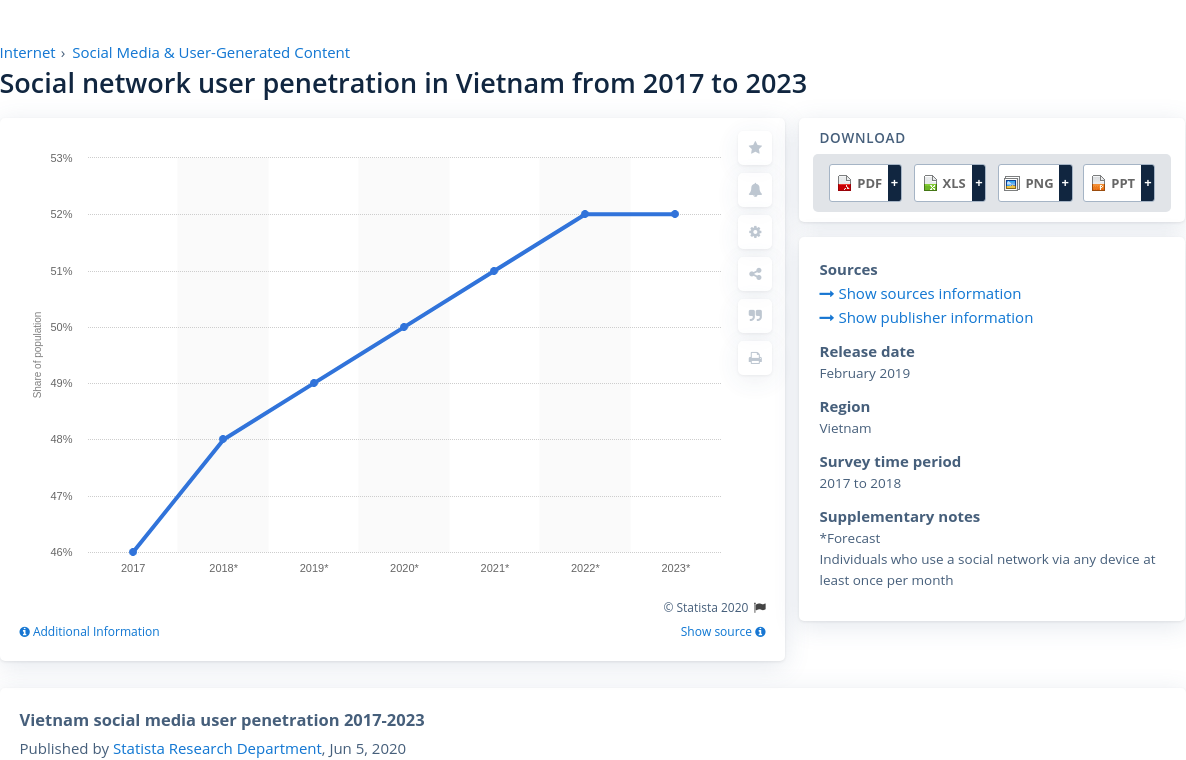 Internet › Social Media & User-Generated Content
Social network user penetration in Vietnam from 2017 to 2023
53%
52%
51%
50%
49%
48%
47%
46%
Share of population
2017 2018* 2019* 2020* 2021* 2022* 2023*
© Statista 2020
Additional Information
Show source
DOWNLOAD
PDF + XLS + PNG + PPT +
Sources
Show sources information
Show publisher information
Release date
February 2019
Region
Vietnam
Survey time period
2017 to 2018
Supplementary notes
*Forecast
Individuals who use a social network via any device at
least once per month
Vietnam social media user penetration 2017-2023
Published by Statista Research Department, Jun 5, 2020